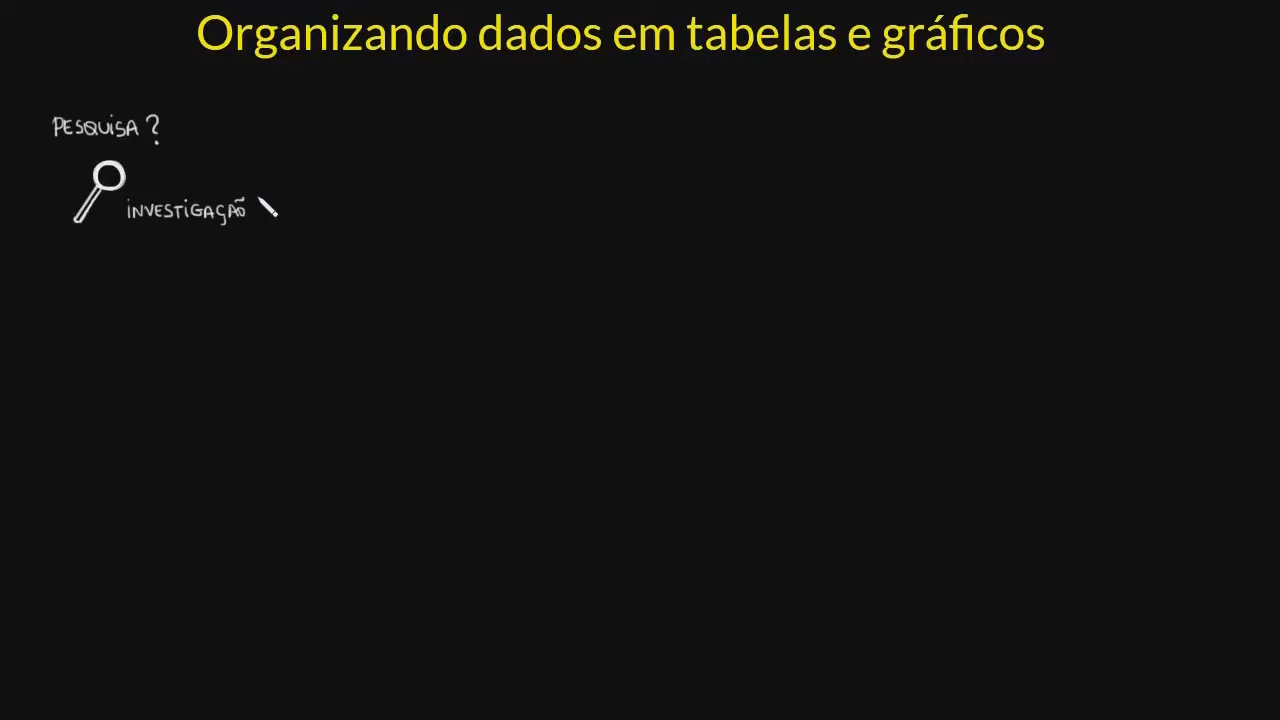 Organizando dados em tabelas e gráficos
PESQUISA ?
INVESTIGAÇÃO